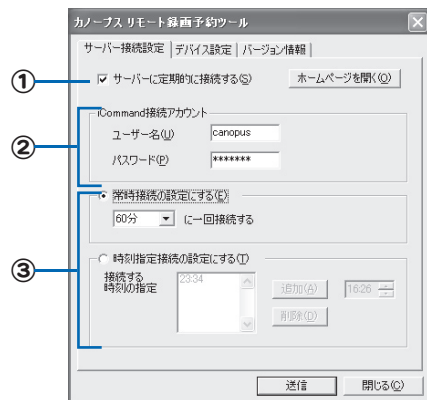 カノープス リモート録画予約ツール
サーバー接続設定 デバイス設定 バージョン情報
① サーバーに定期的に接続する(S) ホームページを開く(O)
iCommand接続アカウント
② ユーザー名(U) canopus
パスワード(P) *******
常時接続の設定にする(E)
60分 に一回接続する
③ 時刻指定接続の設定にする(T)
接続する
時刻の指定 23:34 追加(A) 16:26
削除(D)
送信 閉じる(C)